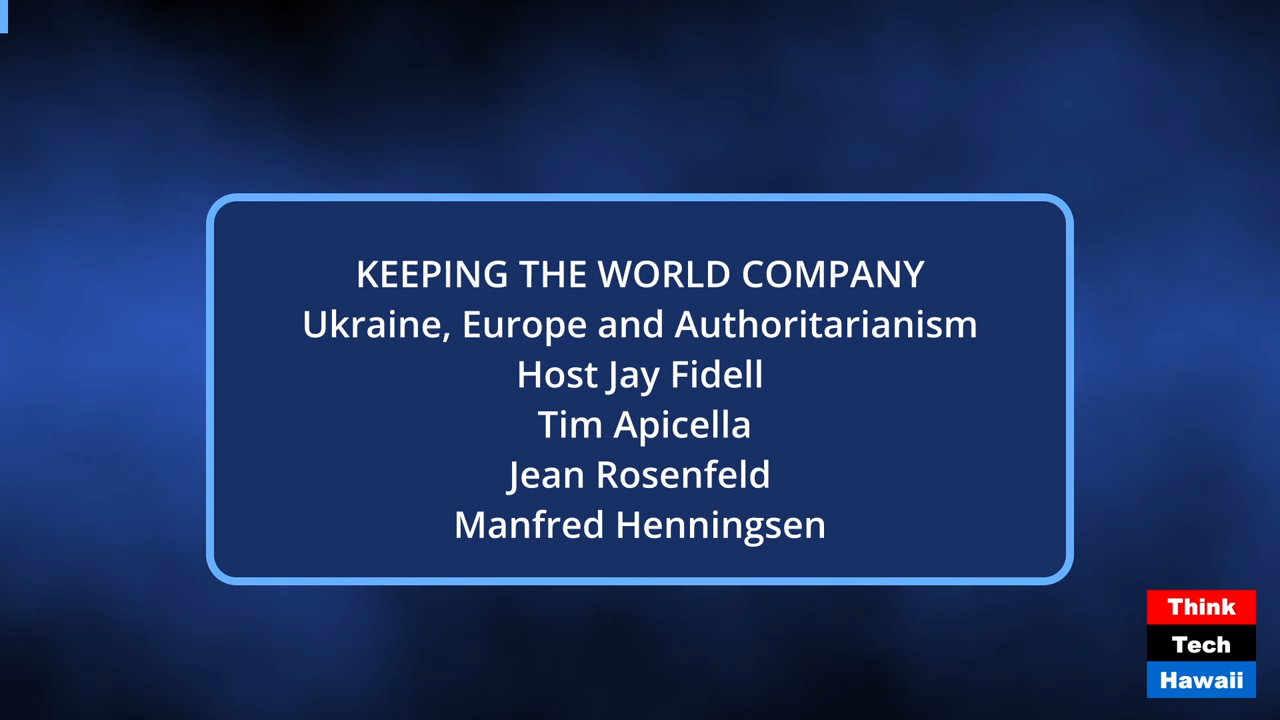 KEEPING THE WORLD COMPANY
Ukraine, Europe and Authoritarianism
Host Jay Fidell
Tim Apicella
Jean Rosenfeld
Manfred Henningsen
Think
Tech
Hawaii